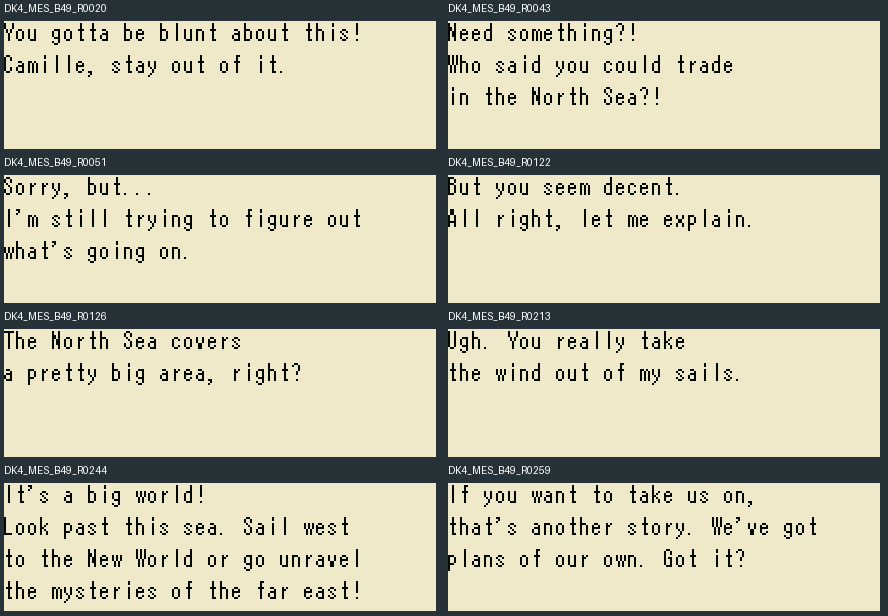 DK4_MES_B49_R0020
You gotta be blunt about this!
Camille, stay out of it.
DK4_MES_B49_R0043
Need something?!
Who said you could trade
in the North Sea?!
DK4_MES_B49_R0051
Sorry, but...
I'm still trying to figure out
what's going on.
DK4_MES_B49_R0122
But you seem decent.
All right, let me explain.
DK4_MES_B49_R0126
The North Sea covers
a pretty big area, right?
DK4_MES_B49_R0213
Ugh. You really take
the wind out of my sails.
DK4_MES_B49_R0244
It's a big world!
Look past this sea. Sail west
to the New World or go unravel
the mysteries of the far east!
DK4_MES_B49_R0259
If you want to take us on,
that's another story. We've got
plans of our own. Got it?